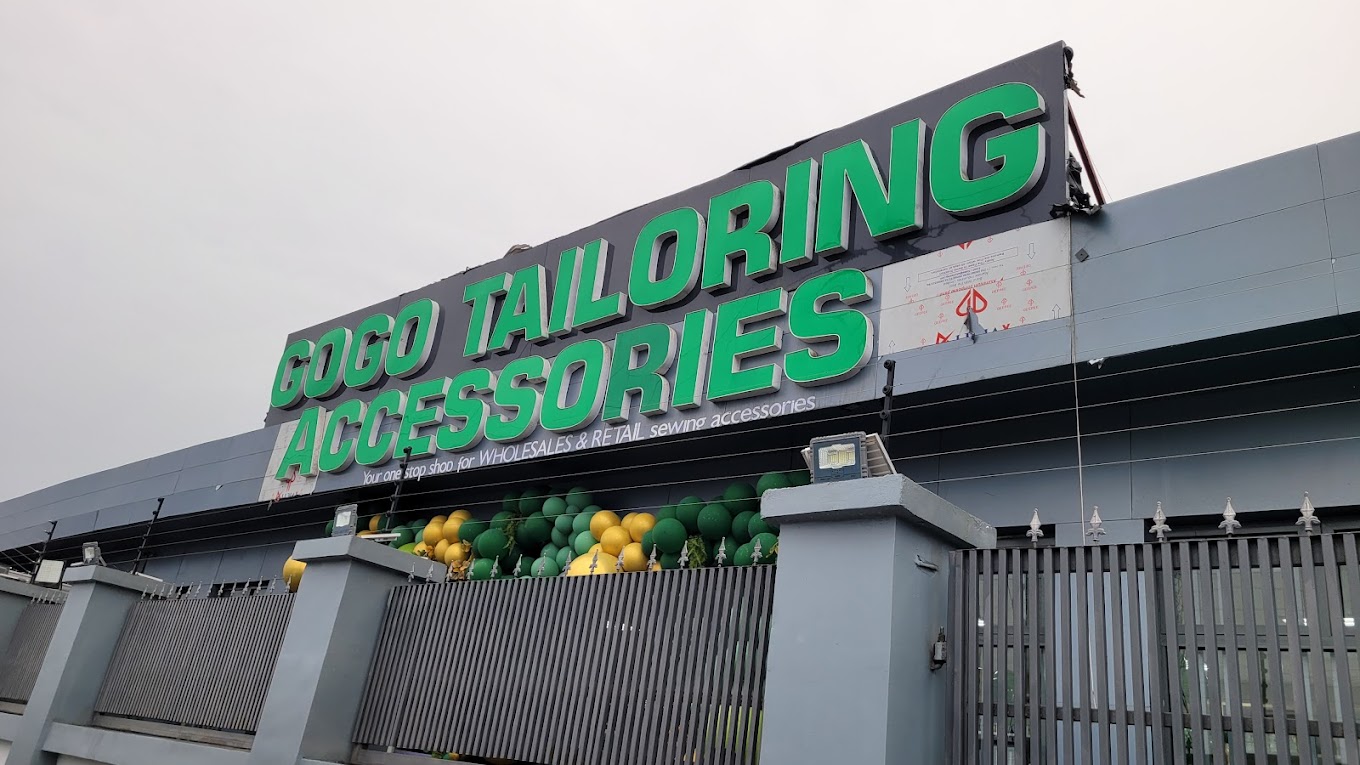 GOGO TAILORING
ACCESSORIES
Your one stop shop for WHOLESALES & RETAIL sewing accessories